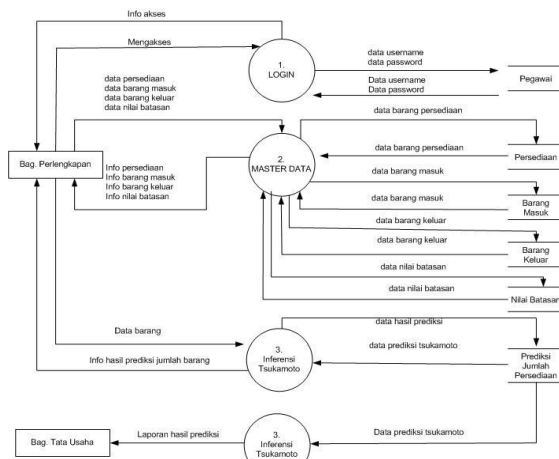 Info akses
Mengakses
1.
LOGIN
data username
data password
Data username
Data password
Pegawai
data persediaan
data barang masuk
data barang keluar
data nilai batasan
data barang persediaan
Bag. Perlengkapan
2.
MASTER DATA
data barang persediaan
Persediaan
Info persediaan
Info barang masuk
Info barang keluar
Info nilai batasan
data barang masuk
data barang masuk
Barang
Masuk
data barang keluar
data barang keluar
Barang
Keluar
data nilai batasan
data nilai batasan
Nilai Batasan
Data barang
Info hasil prediksi jumlah barang
3.
Inferensi
Tsukamoto
data hasil prediksi
data prediksi tsukamoto
Prediksi
Jumlah
Persediaan
Bag. Tata Usaha
Laporan hasil prediksi
3.
Inferensi
Tsukamoto
Data prediksi tsukamoto